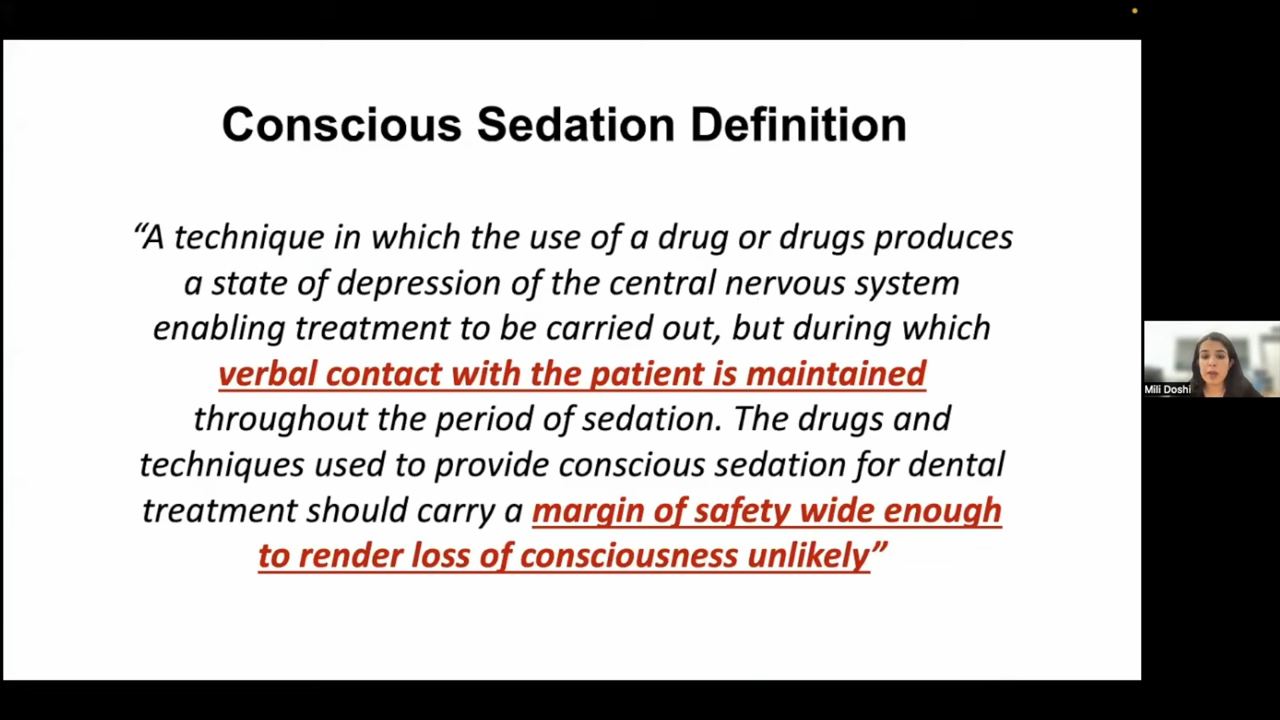 Conscious Sedation Definition
“A technique in which the use of a drug or drugs produces
a state of depression of the central nervous system
enabling treatment to be carried out, but during which
verbal contact with the patient is maintained
throughout the period of sedation. The drugs and
techniques used to provide conscious sedation for dental
treatment should carry a margin of safety wide enough
to render loss of consciousness unlikely”
Mili Doshi